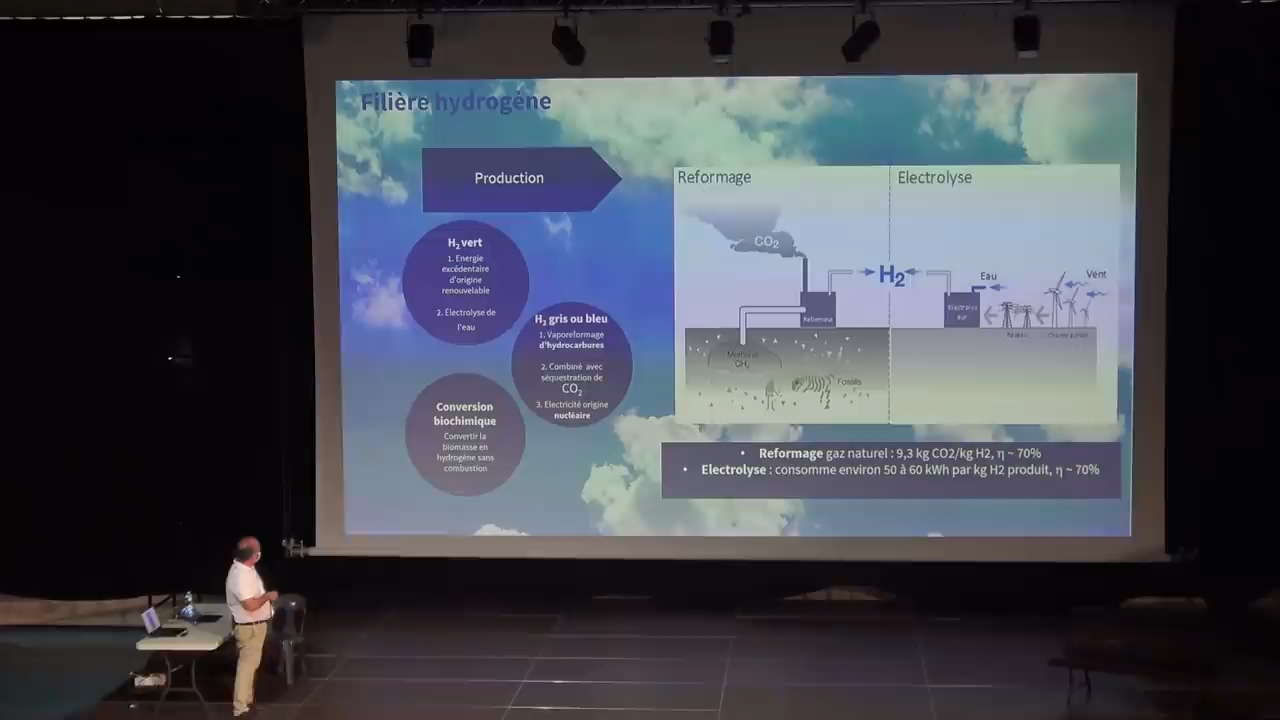 Filière hydrogène
Production
H2 vert
1. Energie
excédentaire
d'origine
renouvelable
2. Electrolyse de
l'eau
H2 gris ou bleu
1. Vaporeformage
d'hydrocarbures
2. Combiné avec
séquestration de
CO2
3. Electricité origine
nucléaire
Conversion
biochimique
Convertir la
biomasse en
hydrogène sans
combustion
Reformage
Electrolyse
CO2
H2
Eau
Vent
CH4
Fossils
• Reformage gaz naturel : 9,3 kg CO2/kg H2, η ~ 70%
• Electrolyse : consomme environ 50 à 60 kWh par kg H2 produit, η ~ 70%